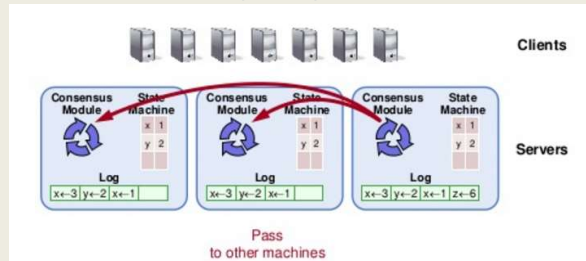 Clients
Consensus Module
State Machine
Consensus Module
State Machine
Consensus Module
State Machine
x 1
y 2
x 1
y 2
x 1
y 2
Servers
Log
Log
Log
x←3 y←2 x←1
x←3 y←2 x←1
x←3 y←2 x←1 z←6
Pass
to other machines